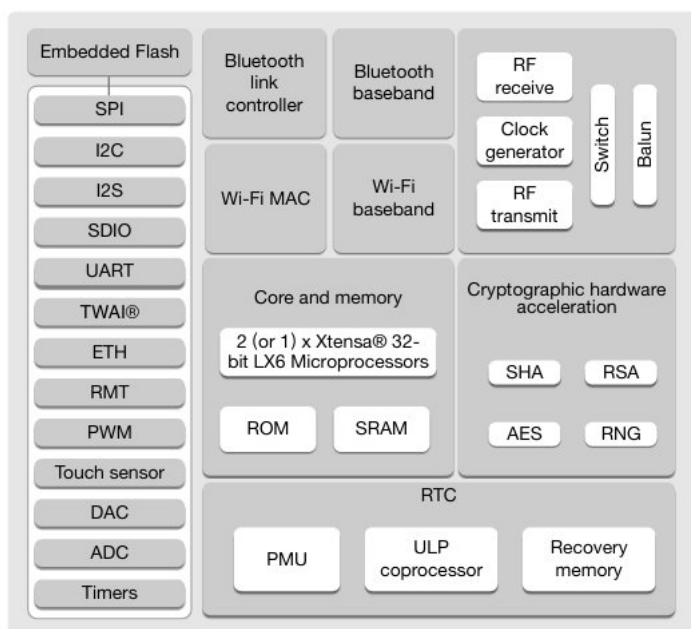 Embedded Flash
SPI
I2C
I2S
SDIO
UART
TWAI®
ETH
RMT
PWM
Touch sensor
DAC
ADC
Timers
Bluetooth
link
controller
Bluetooth
baseband
Wi-Fi MAC
Wi-Fi
baseband
RF
receive
Clock
generator
RF
transmit
Switch
Balun
Core and memory
2 (or 1) x Xtensa® 32-
bit LX6 Microprocessors
ROM
SRAM
Cryptographic hardware
acceleration
SHA
RSA
AES
RNG
RTC
PMU
ULP
coprocessor
Recovery
memory